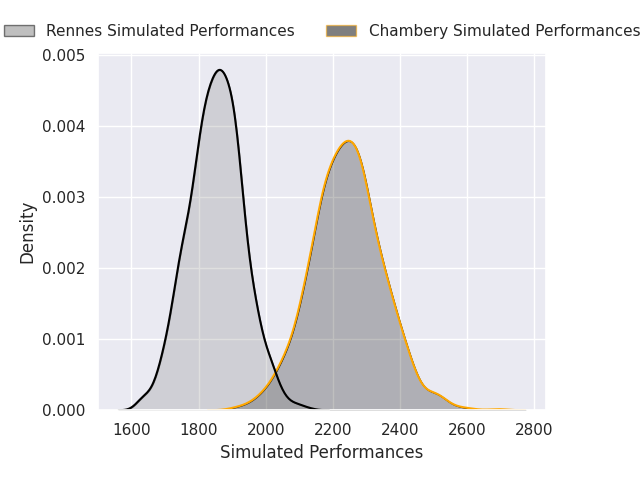 Rennes Simulated Performances Chambery Simulated Performances
0.005
0.004
0.003
0.002
0.001
0.000
Density
1600 1800 2000 2200 2400 2600 2800
Simulated Performances